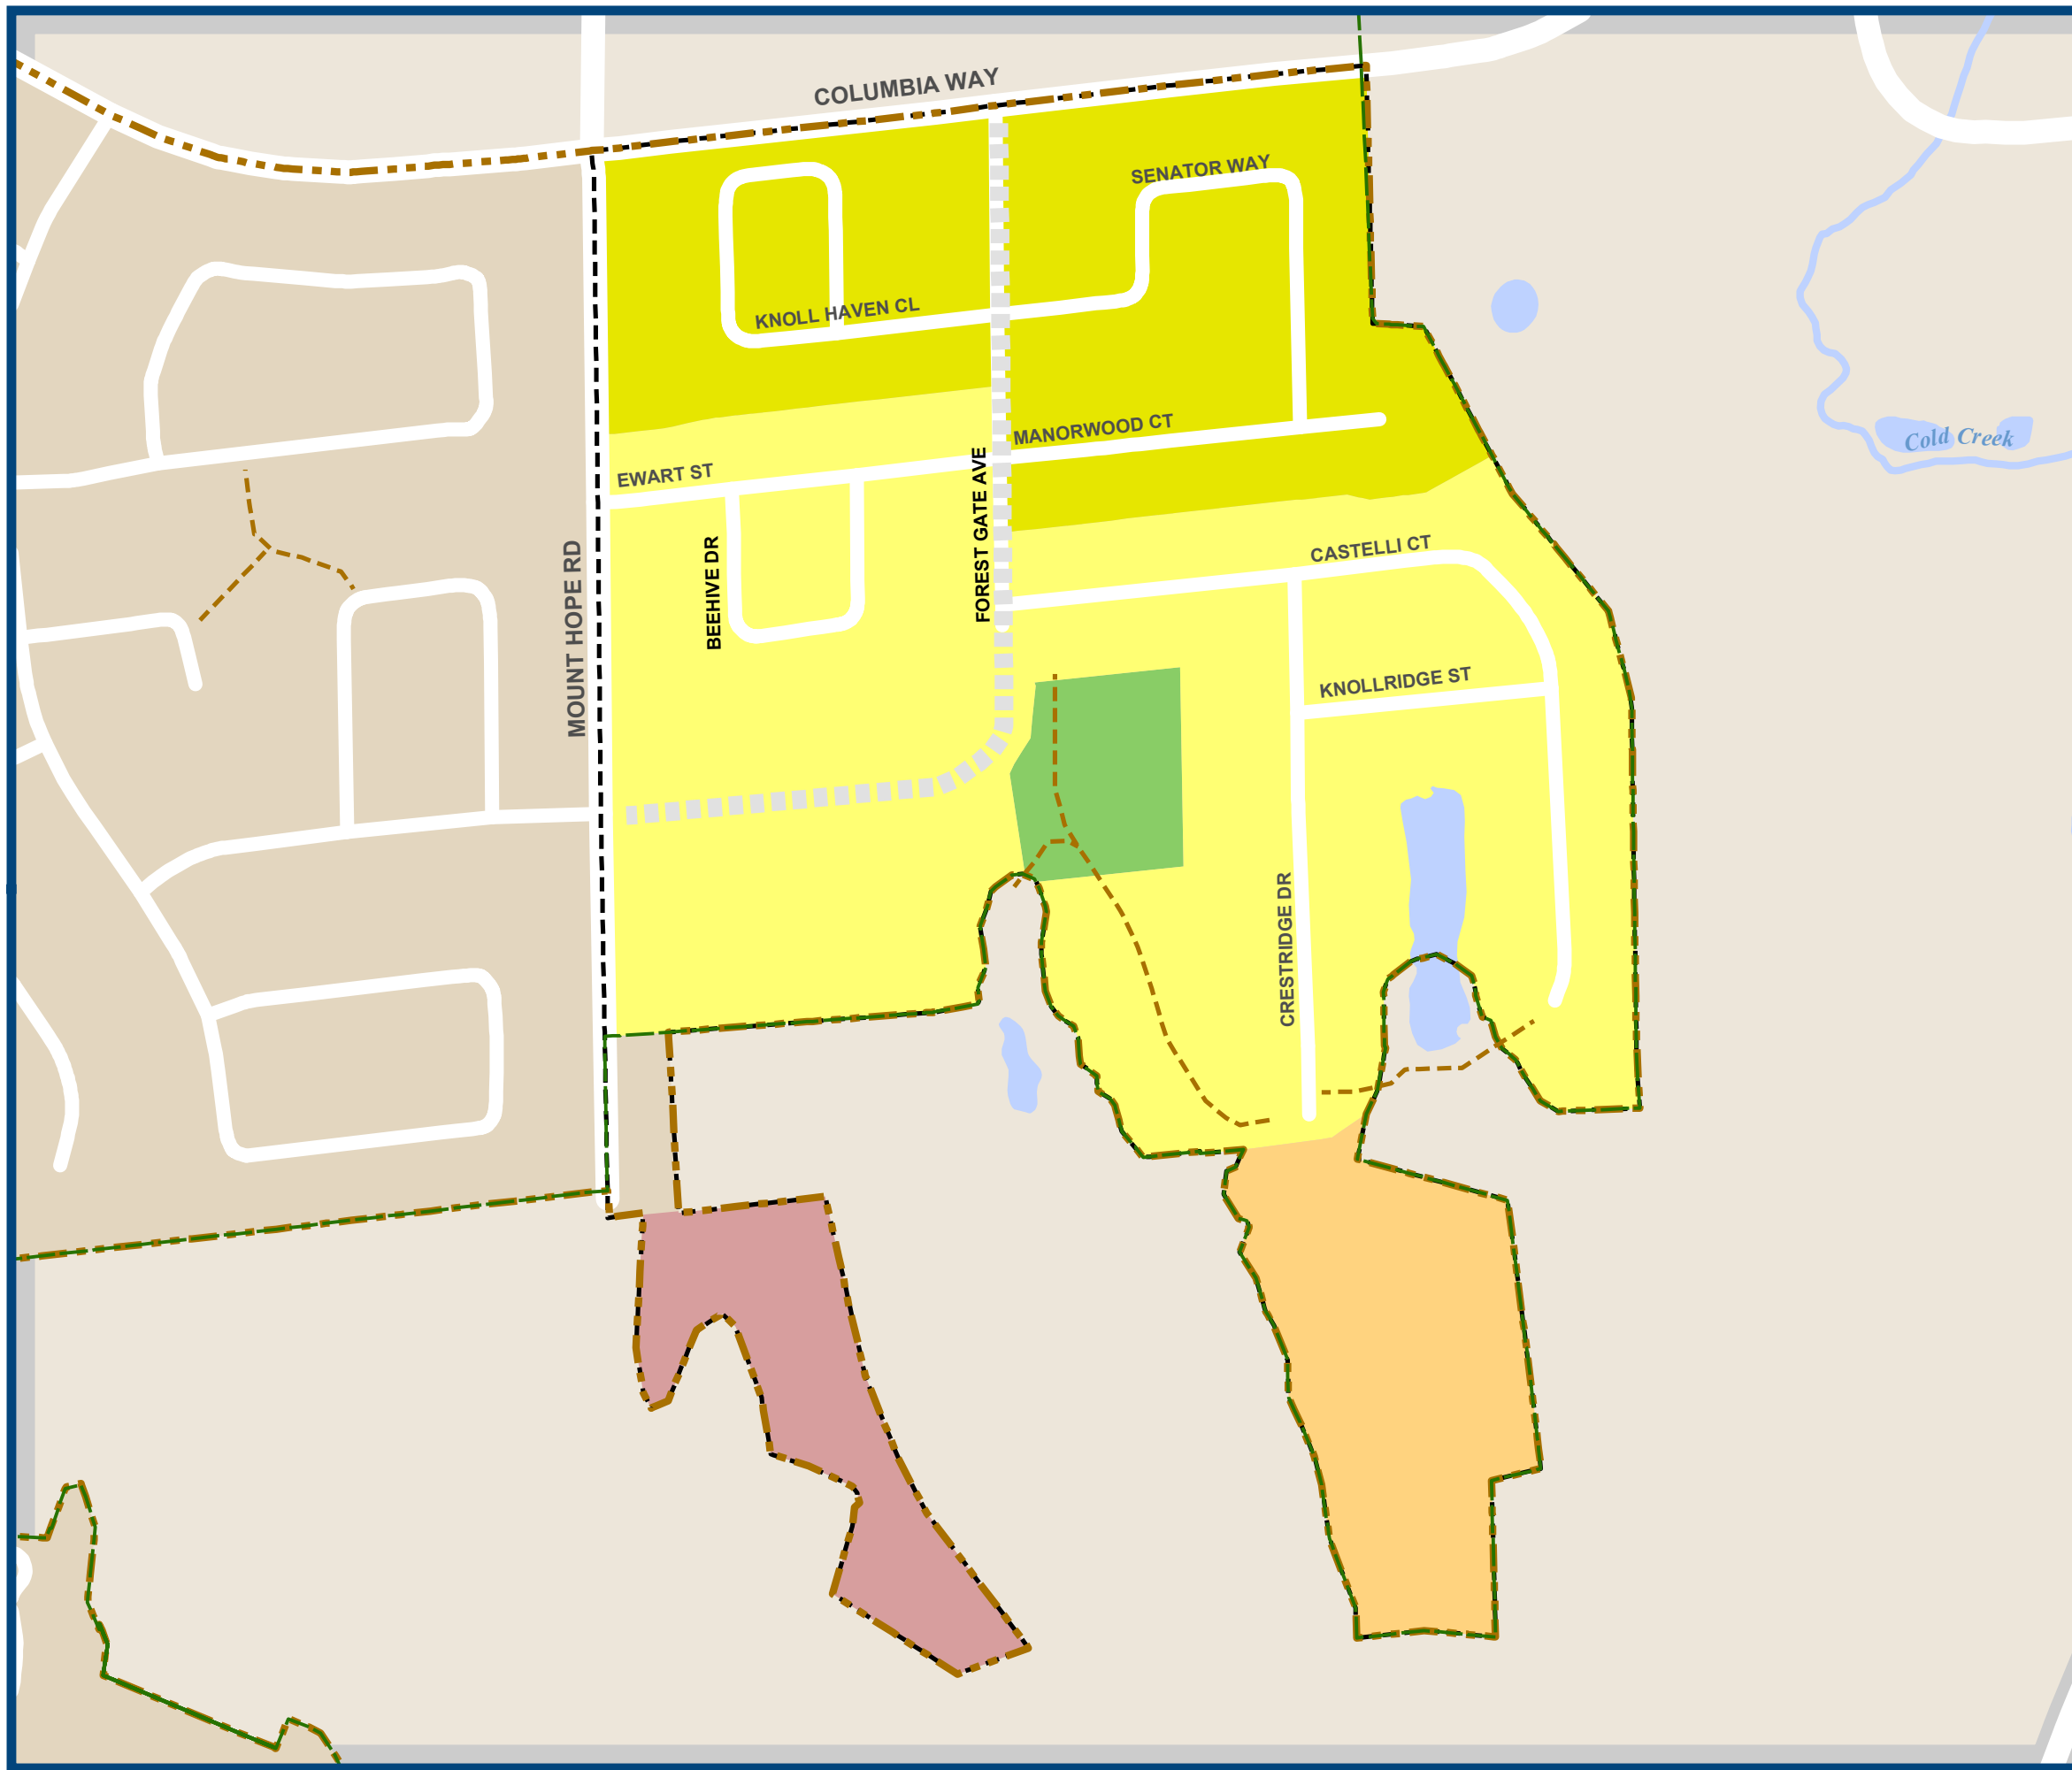 COLUMBIA WAY
SENATOR WAY
KNOLL HAVEN CL
MANORWOOD CT
Cold Creek
EWART ST
FOREST GATE AVE
BEEHIVE DR
MOUNT HOPE RD
CASTELLI CT
KNOLLRIDGE ST
CRESTRIDGE DR